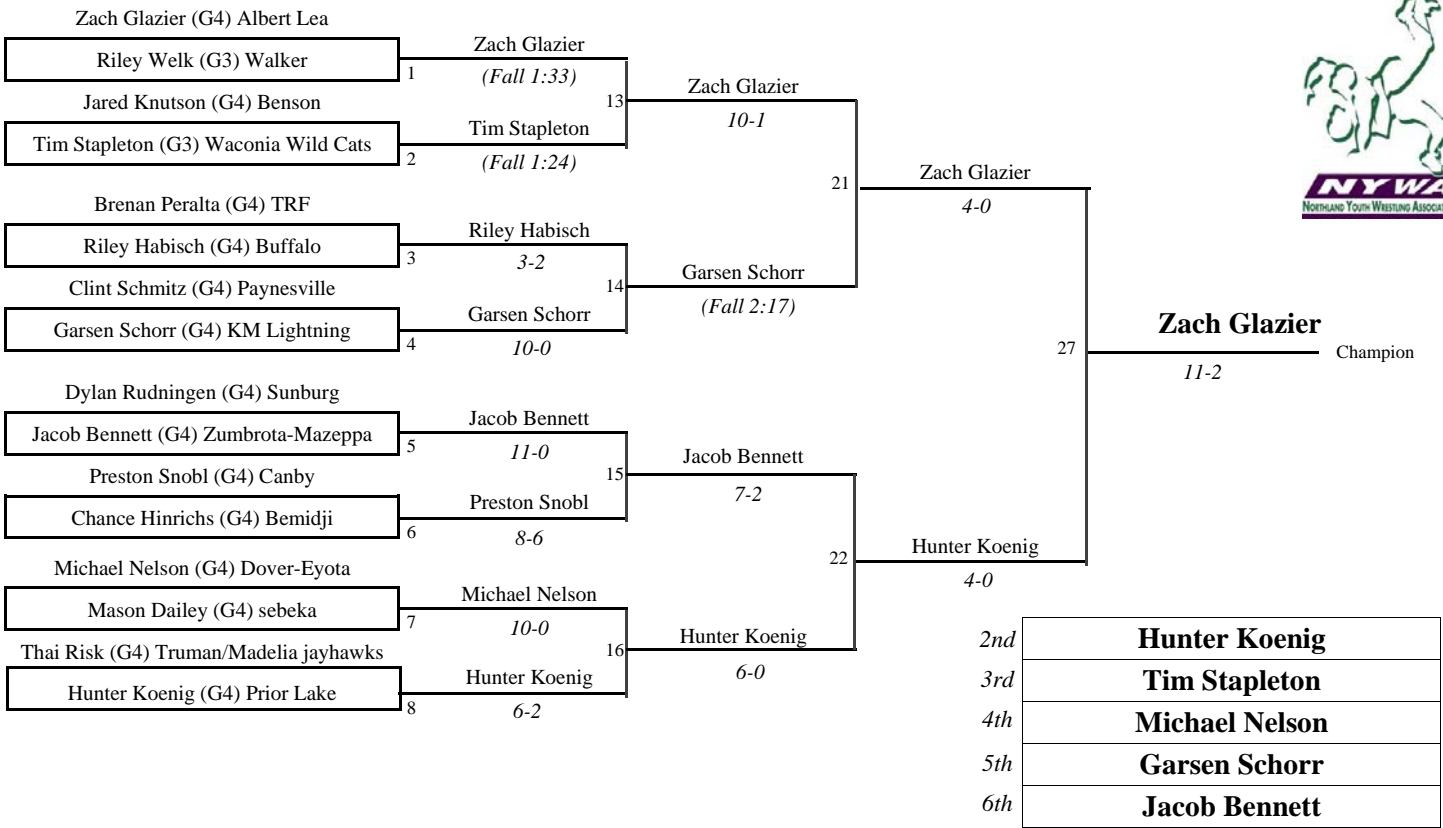 Zach Glazier (G4) Albert Lea
Riley Welk (G3) Walker
1
Jared Knutson (G4) Benson
Tim Stapleton (G3) Waconia Wild Cats
2
Brenan Peralta (G4) TRF
Riley Habisch (G4) Buffalo
3
Clint Schmitz (G4) Paynesville
Garsen Schorr (G4) KM Lightning
4
Dylan Rudningen (G4) Sunburg
Jacob Bennett (G4) Zumbrota-Mazeppa
5
Preston Snobl (G4) Canby
Chance Hinrichs (G4) Bemidji
6
Michael Nelson (G4) Dover-Eyota
Mason Dailey (G4) sebeka
7
Thai Risk (G4) Truman/Madelia jayhawks
Hunter Koenig (G4) Prior Lake
8
Zach Glazier
(Fall 1:33)
13
Tim Stapleton
(Fall 1:24)
Riley Habisch
3-2
14
Garsen Schorr
10-0
Jacob Bennett
11-0
15
Preston Snobl
8-6
Michael Nelson
10-0
16
Hunter Koenig
6-2
Zach Glazier
10-1
21
Garsen Schorr
(Fall 2:17)
Jacob Bennett
7-2
22
Hunter Koenig
6-0
Zach Glazier
4-0
27
Hunter Koenig
4-0
Zach Glazier
Champion
11-2
NYWA
NORTHLAND YOUTH WRESTLING
2nd Hunter Koenig
3rd Tim Stapleton
4th Michael Nelson
5th Garsen Schorr
6th Jacob Bennett